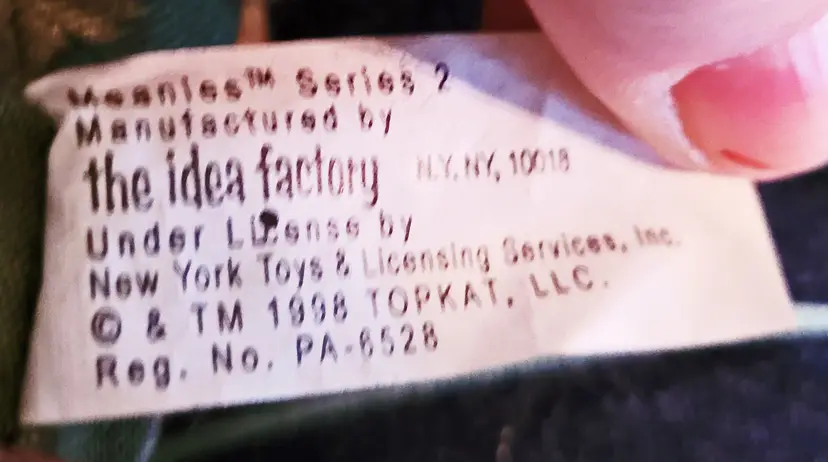 Meanies™ Series 2
Manufactured by
the idea factory N.Y. NY, 10018
Under License by
New York Toys & Licensing Services, Inc.
© & TM 1998 TOPKAT, LLC.
Reg. No. PA-6528